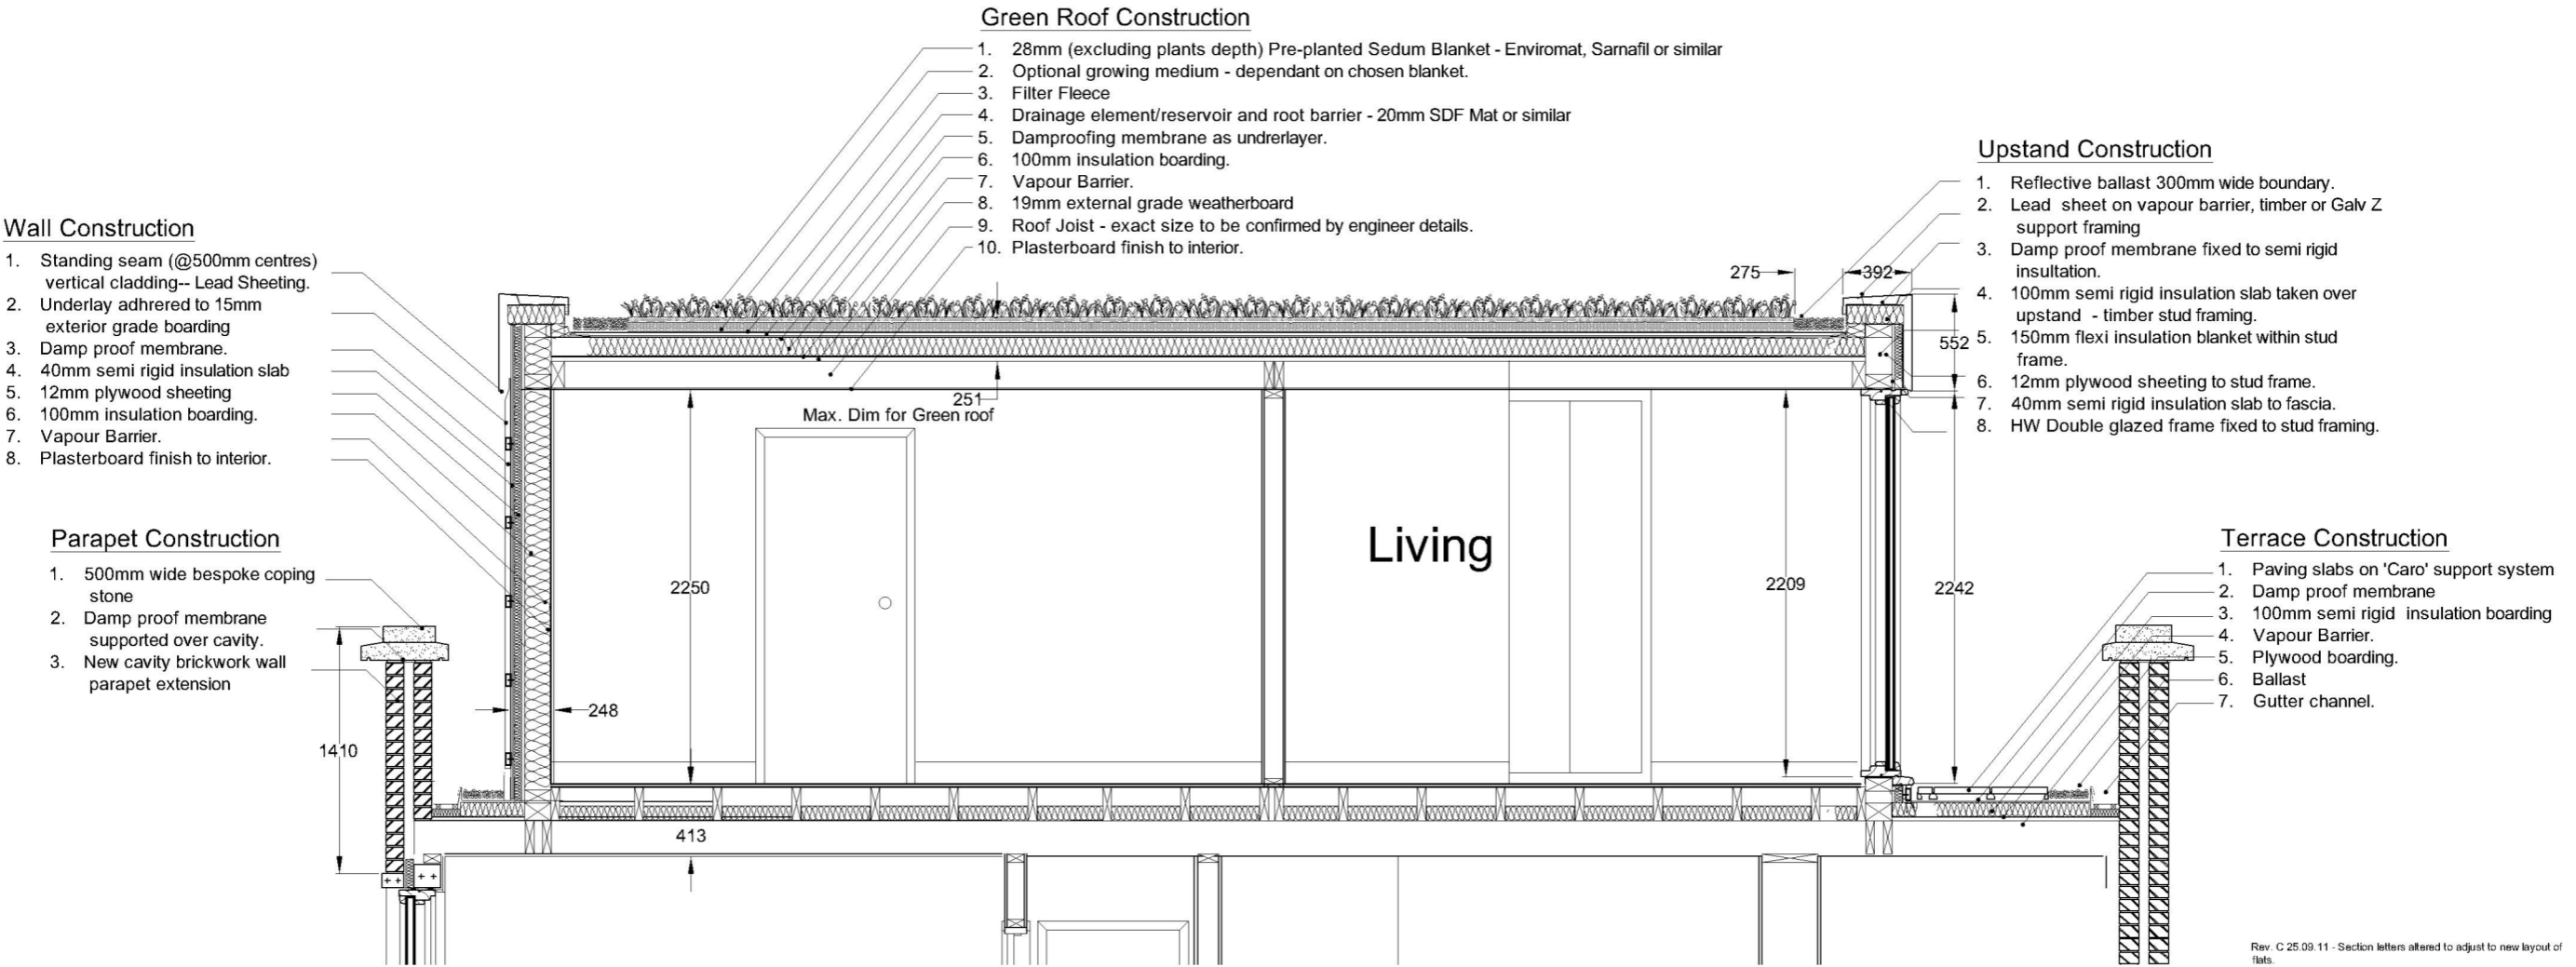 Green Roof Construction
1. 28mm (excluding plants depth) Pre-planted Sedum Blanket - Enviromat, Sarnafil or similar
2. Optional growing medium - dependant on chosen blanket.
3. Filter Fleece
4. Drainage element/reservoir and root barrier - 20mm SDF Mat or similar
5. Damproofing membrane as undrerlayer.
6. 100mm insulation boarding.
7. Vapour Barrier.
8. 19mm external grade weatherboard
9. Roof Joist - exact size to be confirmed by engineer details.
10. Plasterboard finish to interior.
Upstand Construction
1. Reflective ballast 300mm wide boundary.
2. Lead sheet on vapour barrier, timber or Galv Z
support framing
3. Damp proof membrane fixed to semi rigid
insultation.
4. 100mm semi rigid insulation slab taken over
upstand - timber stud framing.
5. 150mm flexi insulation blanket within stud
frame.
6. 12mm plywood sheeting to stud frame.
7. 40mm semi rigid insulation slab to fascia.
8. HW Double glazed frame fixed to stud framing.
Wall Construction
1. Standing seam (@500mm centres)
vertical cladding-- Lead Sheeting.
2. Underlay adhrered to 15mm
exterior grade boarding
3. Damp proof membrane.
4. 40mm semi rigid insulation slab
5. 12mm plywood sheeting
6. 100mm insulation boarding.
7. Vapour Barrier.
8. Plasterboard finish to interior.
275
392
552
251
Max. Dim for Green roof
Living
2250
2209
2242
248
Parapet Construction
1. 500mm wide bespoke coping
stone
2. Damp proof membrane
supported over cavity.
3. New cavity brickwork wall
parapet extension
1410
413
Terrace Construction
1. Paving slabs on 'Caro' support system
2. Damp proof membrane
3. 100mm semi rigid insulation boarding
4. Vapour Barrier.
5. Plywood boarding.
6. Ballast
7. Gutter channel.
Rev. C 25.09.11 - Section letters altered to adjust to new layout of
flats.